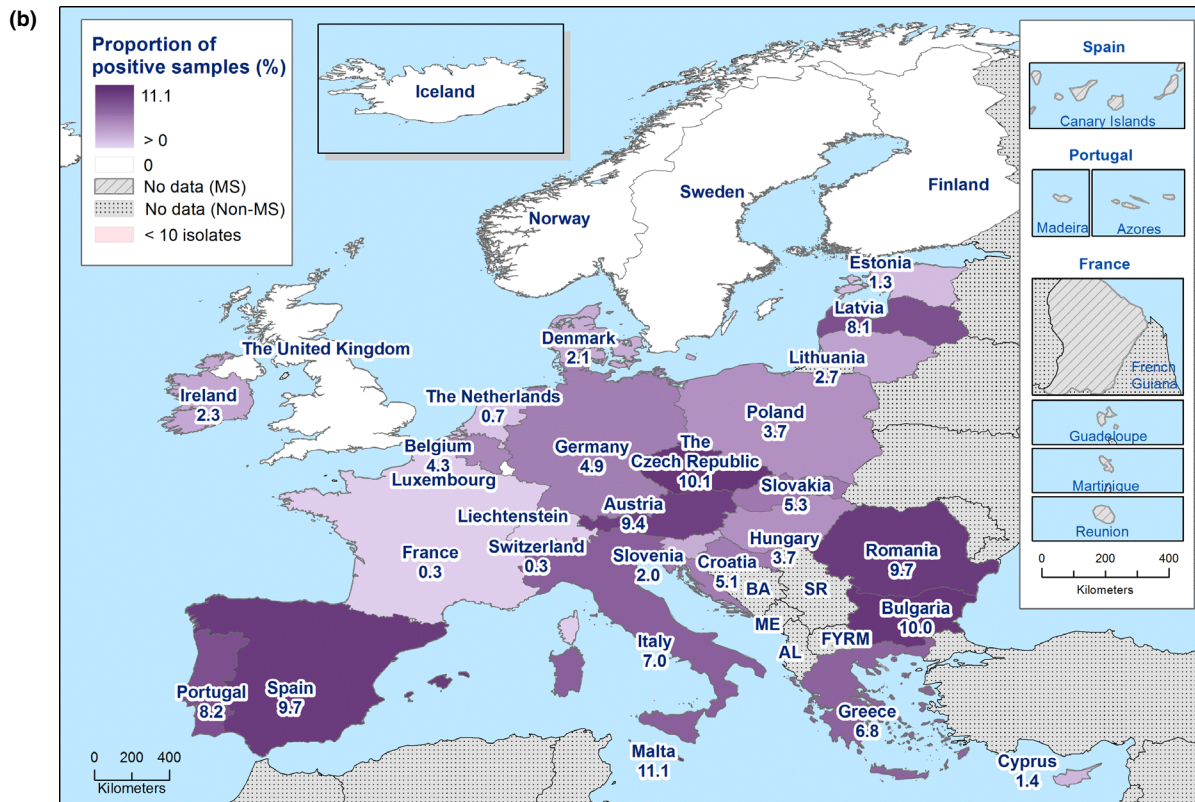 (b)
Proportion of
positive samples (%)
11.1
> 0
0
No data (MS)
No data (Non-MS)
< 10 isolates
Iceland
Norway
Sweden
Finland
Estonia
1.3
Latvia
8.1
Lithuania
2.7
Denmark
2.1
The United Kingdom
Ireland
2.3
The Netherlands
0.7
Belgium
4.3
Luxembourg
Germany
4.9
Poland
3.7
The
Czech Republic
10.1
Slovakia
5.3
Austria
9.4
Liechtenstein
Switzerland
0.3
France
0.3
Slovenia
2.0
Hungary
3.7
Croatia
5.1
Romania
9.7
BA
SR
Bulgaria
10.0
ME
FYRM
AL
Italy
7.0
Portugal
8.2
Spain
9.7
Greece
6.8
Malta
11.1
Cyprus
1.4
0 200 400
Kilometers
Spain
Canary Islands
Portugal
Madeira
Azores
France
French
Guiana
Guadeloupe
Martinique
Reunion
0 200 400
Kilometers